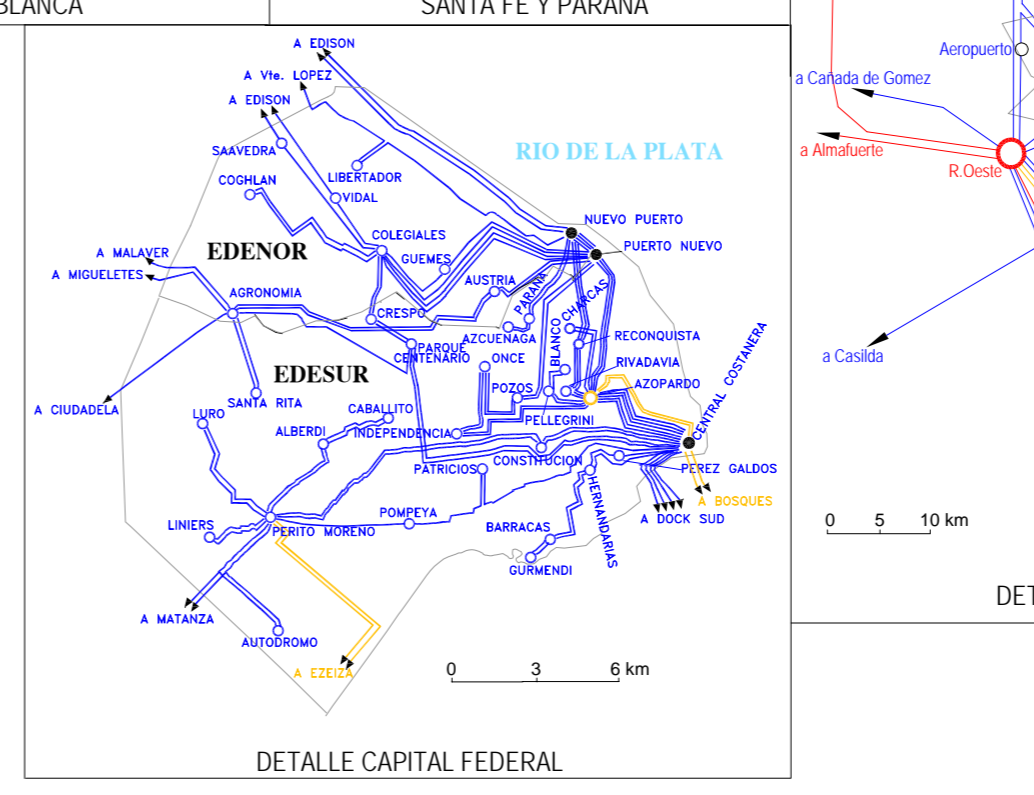 BLANCA
SANTA FE Y PARANA
A EDISON
A Vte. LOPEZ
A EDISON
SAAVEDRA
COGHLAN
LIBERTADOR
VIDAL
RIO DE LA PLATA
NUEVO PUERTO
PUERTO NUEVO
COLEGIALES
EDENOR
GUEMES
A MALAVER
A MIGUELETES
AGRONOMIA
AUSTRIA
PARANA
CHARCAS
CRESPO
AZCUENAGA
BLANCO
RECONQUISTA
PARQUE
CENTENARIO
ONCE
RIVADAVIA
EDESUR
POZOS
AZOPARDO
CENTRAL COSTANERA
A CIUDADELA
SANTA RITA
LURO
CABALLITO
ALBERDI
INDEPENDENCIA
PELLEGRINI
PATRICIOS
CONSTITUCION
PEREZ GALDOS
HERNANDARIAS
A BOSQUES
A DOCK SUD
LINIERS
PERITO MORENO
POMPEYA
BARRACAS
GURMENDI
A MATANZA
AUTODROMO
A EZEIZA
0 3 6 km
DETALLE CAPITAL FEDERAL
Aeropuerto
a Cañada de Gomez
a Almafuerte
R.Oeste
a Casilda
0 5 10 km
DET